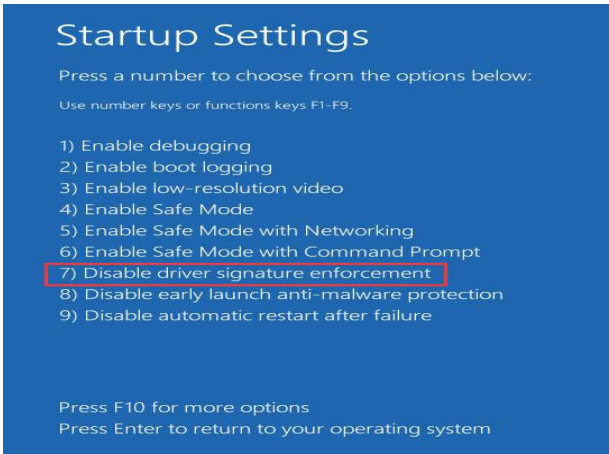 Startup Settings
Press a number to choose from the options below:
Use number keys or functions keys F1-F9.
1) Enable debugging
2) Enable boot logging
3) Enable low-resolution video
4) Enable Safe Mode
5) Enable Safe Mode with Networking
6) Enable Safe Mode with Command Prompt
7) Disable driver signature enforcement
8) Disable early launch anti-malware protection
9) Disable automatic restart after failure
Press F10 for more options
Press Enter to return to your operating system